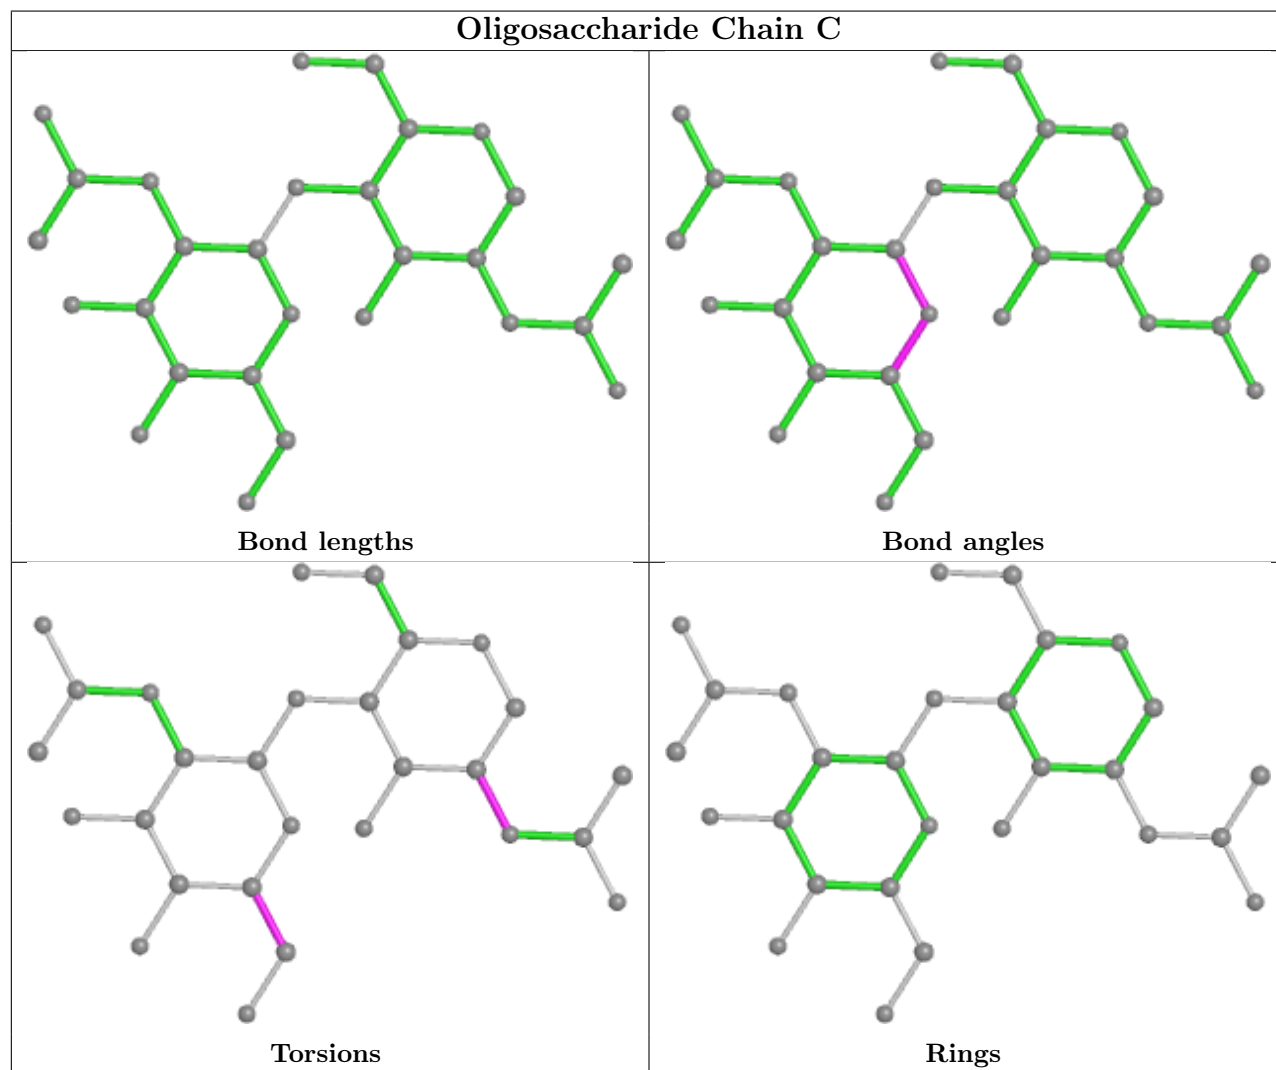 Oligosaccharide Chain C
Bond lengths
Bond angles
Torsions
Rings